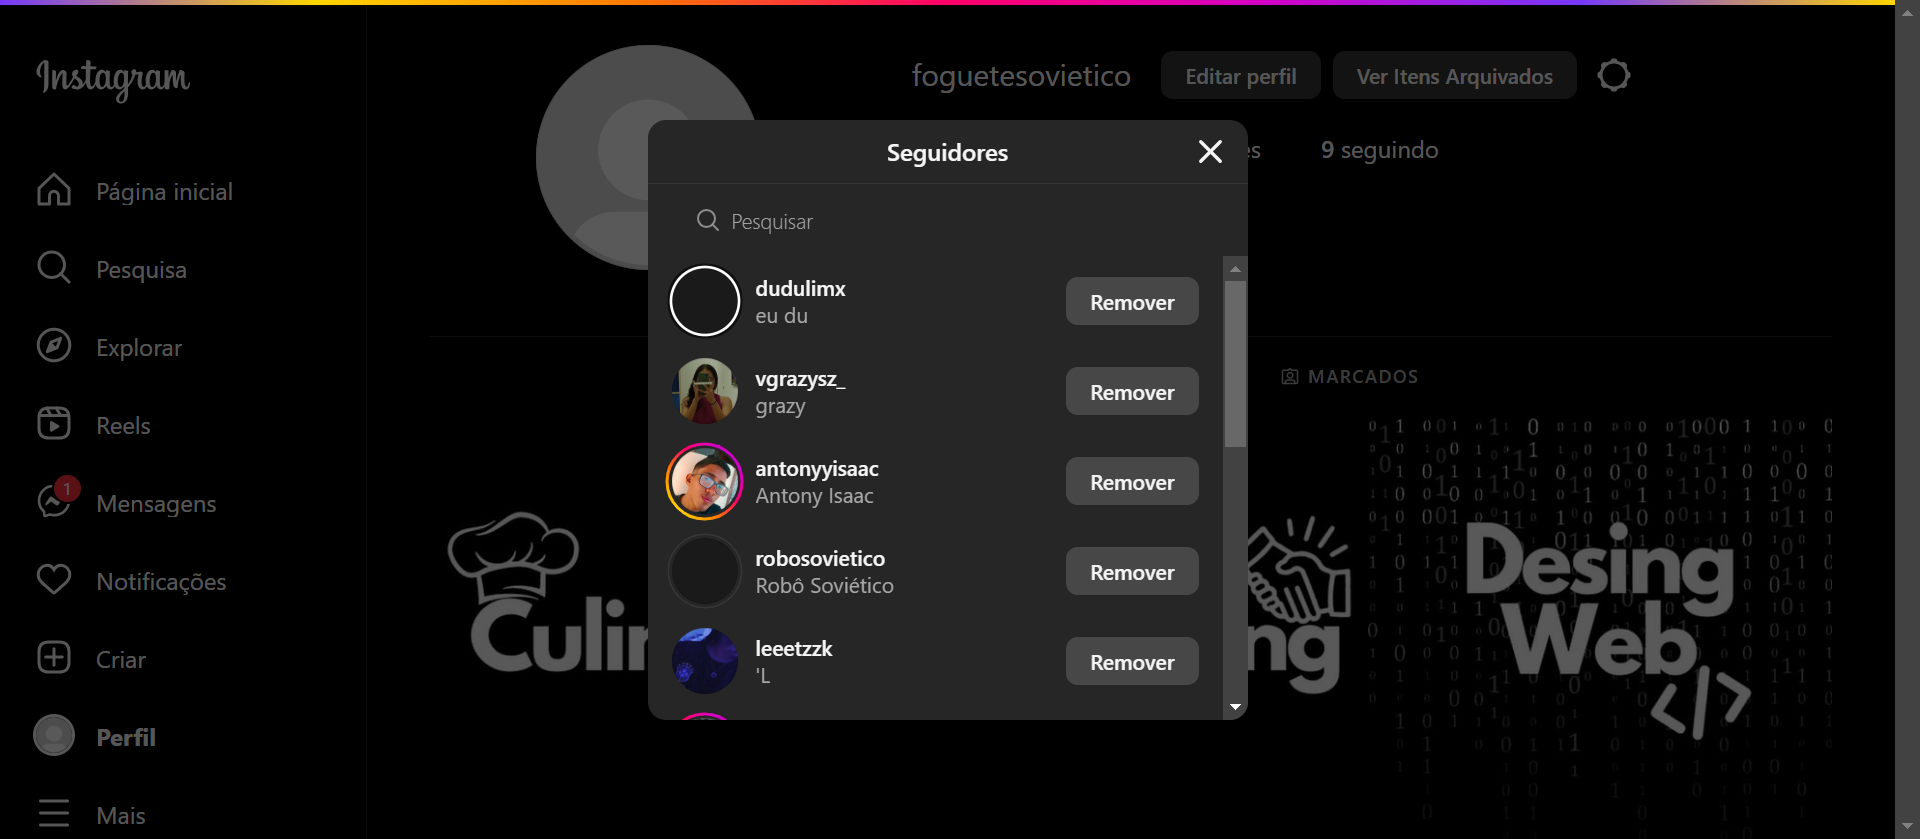 Instagram
Página inicial
Pesquisa
Explorar
Reels
1
Mensagens
Notificações
Criar
Perfil
Mais
foguetesovietico
Editar perfil
Ver Itens Arquivados
es
9 seguindo
MARCADOS
Seguidores
Pesquisar
dudulimx
eu du
Remover
vgrazysz_
grazy
Remover
antonyyisaac
Antony Isaac
Remover
robosovietico
Robô Soviético
Remover
leeetzzk
'L
Remover
Culin
ng
Desing
Web
</>